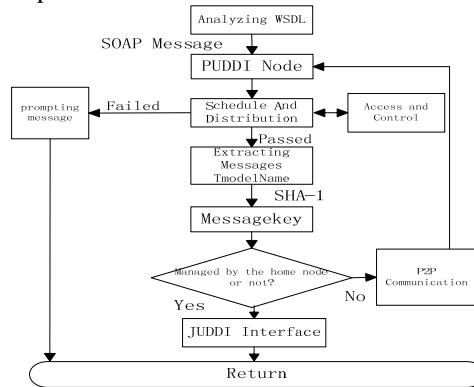 Analyzing WSDL
SOAP Message
PUDDI Node
prompting
message
Failed
Schedule And
Distribution
Access and
Control
Passed
Extracting
Messages
TmodelName
SHA-1
Messagekey
Managed by the home node
or not?
No
P2P
Communication
Yes
JUDDI Interface
Return